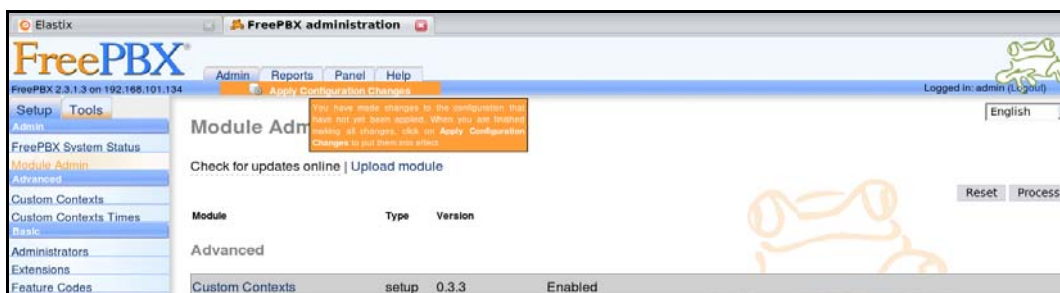 Elastix
FreePBX administration
FreePBX®
Admin Reports Panel Help
FreePBX 2.3.1.3 on 192.168.101.134
Apply Configuration Changes
Logged in: admin (Logout)
Setup Tools
English
You have made changes to the configuration that
have not yet been applied. When you are finished
making all changes, click on Apply Configuration
Changes to put them into effect
Admin
Module Adm
FreePBX System Status
Module Admin
Check for updates online | Upload module
Advanced
Custom Contexts
Reset Process
Custom Contexts Times
Module Type Version
Basic
Administrators
Advanced
Extensions
Feature Codes
Custom Contexts setup 0.3.3 Enabled